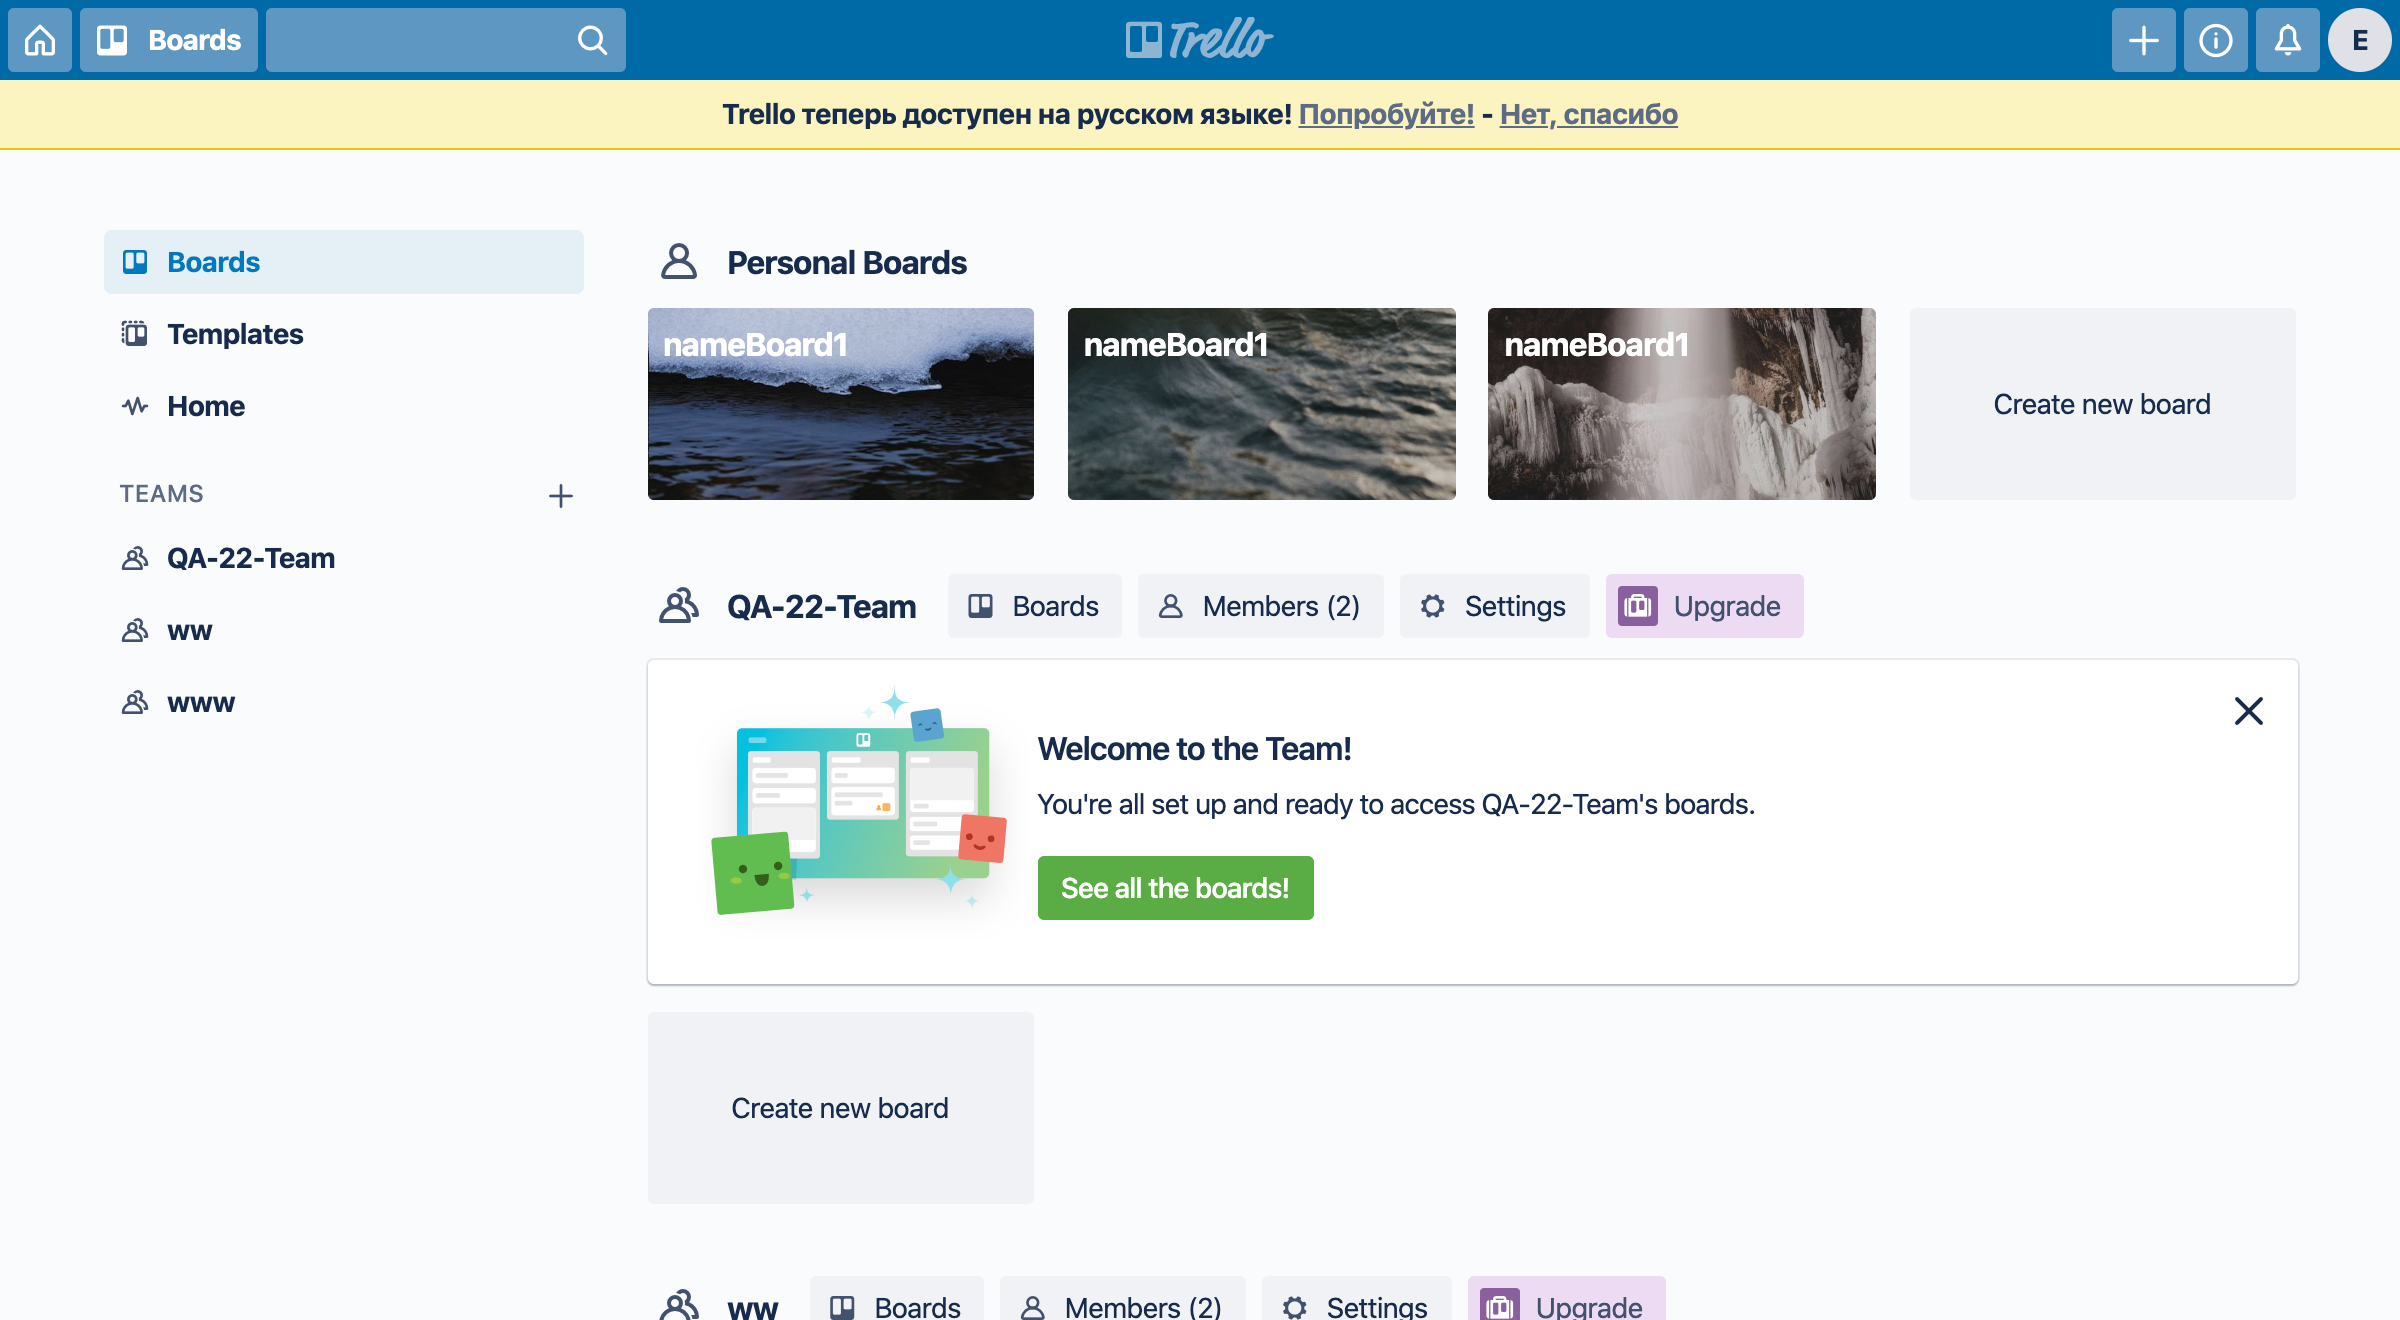 Boards
Trello
E
Trello теперь доступен на русском языке! Попробуйте! - Нет, спасибо
Boards
Templates
Home
TEAMS
QA-22-Team
ww
www
Personal Boards
nameBoard1
nameBoard1
nameBoard1
Create new board
QA-22-Team
Boards
Members (2)
Settings
Upgrade
Welcome to the Team!
You're all set up and ready to access QA-22-Team's boards.
See all the boards!
Create new board
ww
Boards
Members (2)
Settings
Upgrade